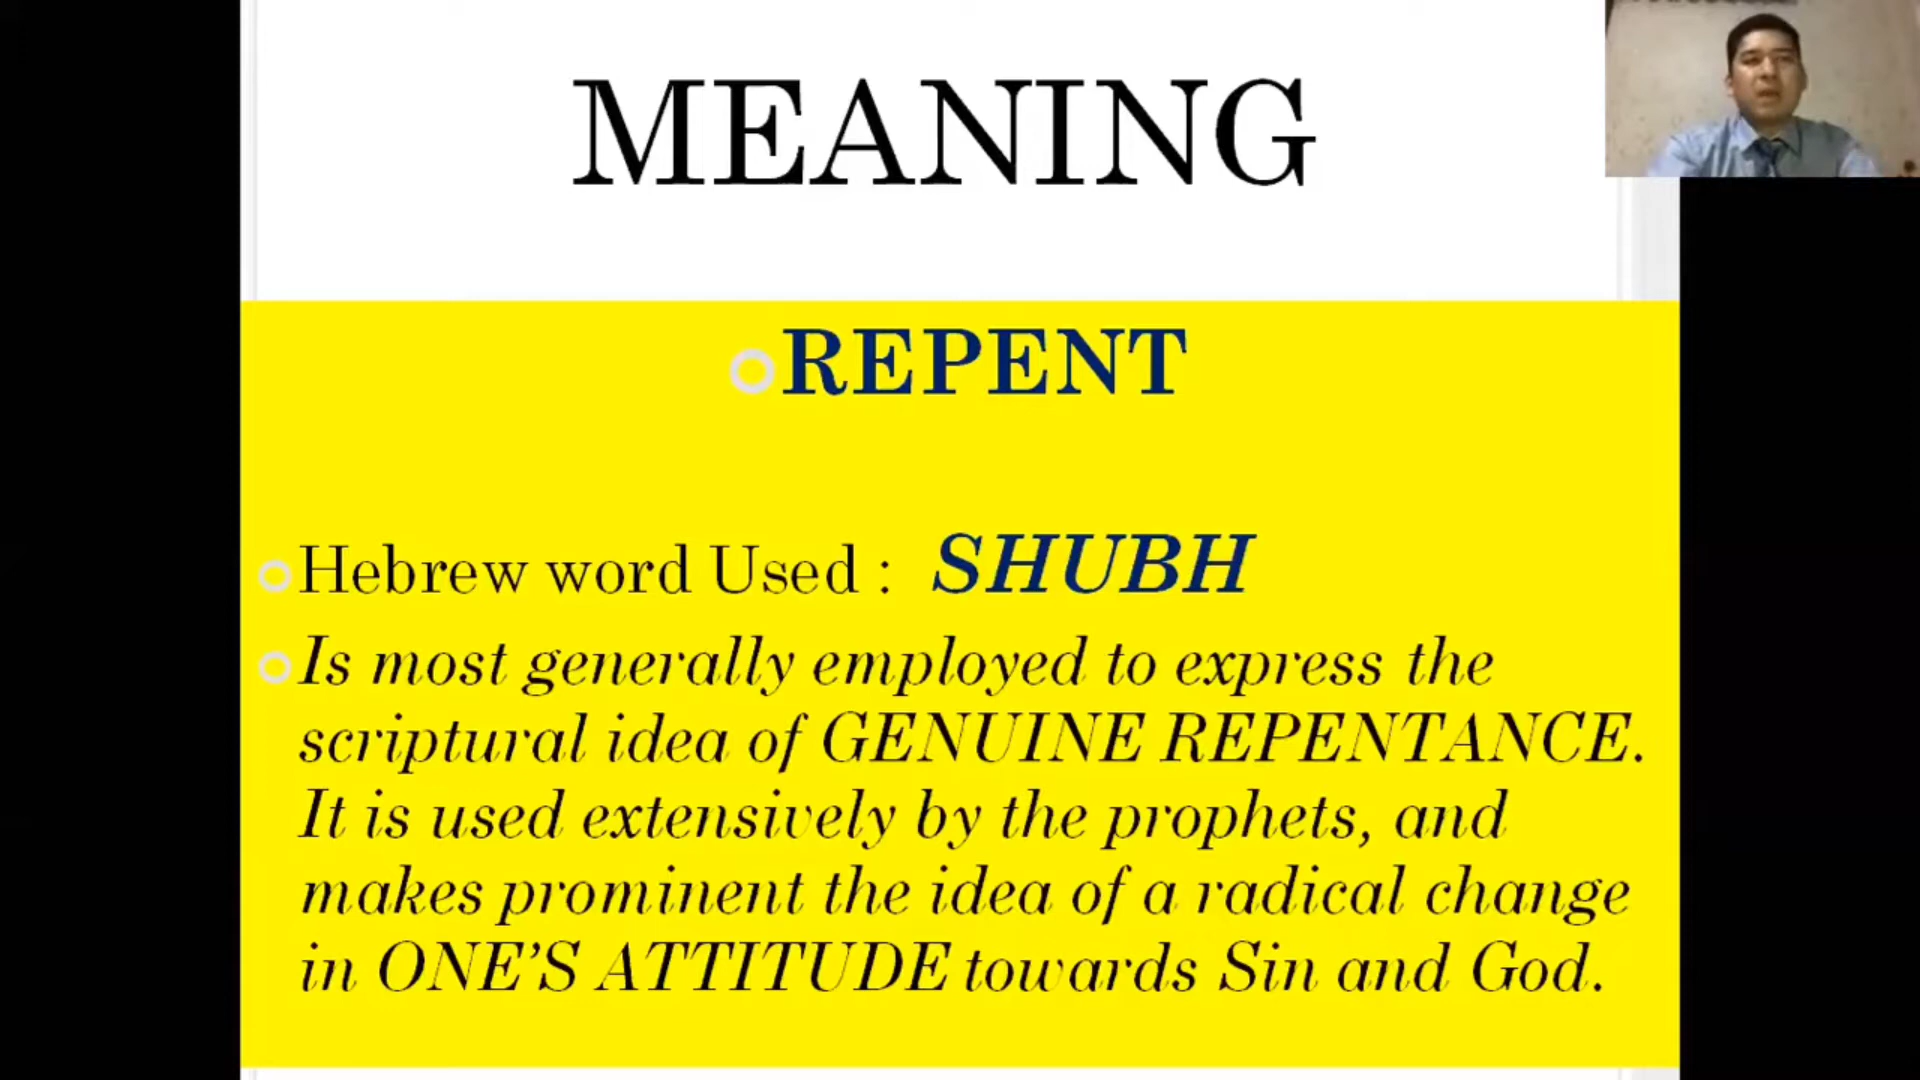 MEANING
REPENT
Hebrew word Used : SHUBH
Is most generally employed to express the
scriptural idea of GENUINE REPENTANCE.
It is used extensively by the prophets, and
makes prominent the idea of a radical change
in ONE’S ATTITUDE towards Sin and God.